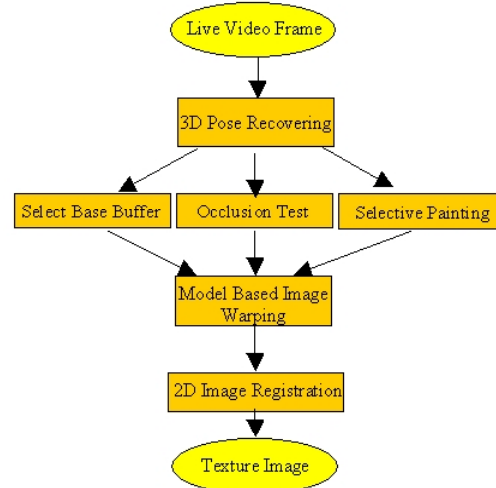 Live Video Frame
3D Pose Recovering
Select Base Buffer
Occlusion Test
Selective Painting
Model Based Image
Warping
2D Image Registration
Texture Image